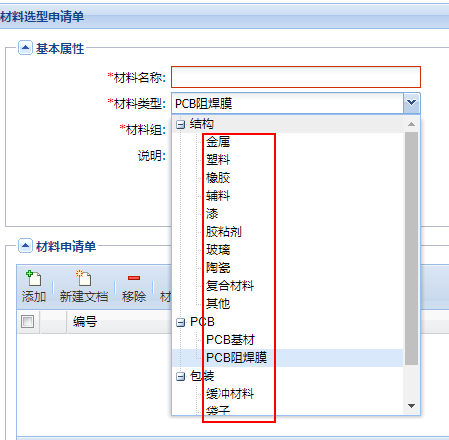 材料选型申请单
基本属性
*材料名称:
*材料类型: PCB阻焊膜
*材料组:
说明:
结构
金属
塑料
橡胶
辅料
漆
胶粘剂
玻璃
陶瓷
复合材料
其他
PCB
PCB基材
PCB阻焊膜
包装
缓冲材料
袋子
材料申请单
添加 新建文档 移除 材
编号